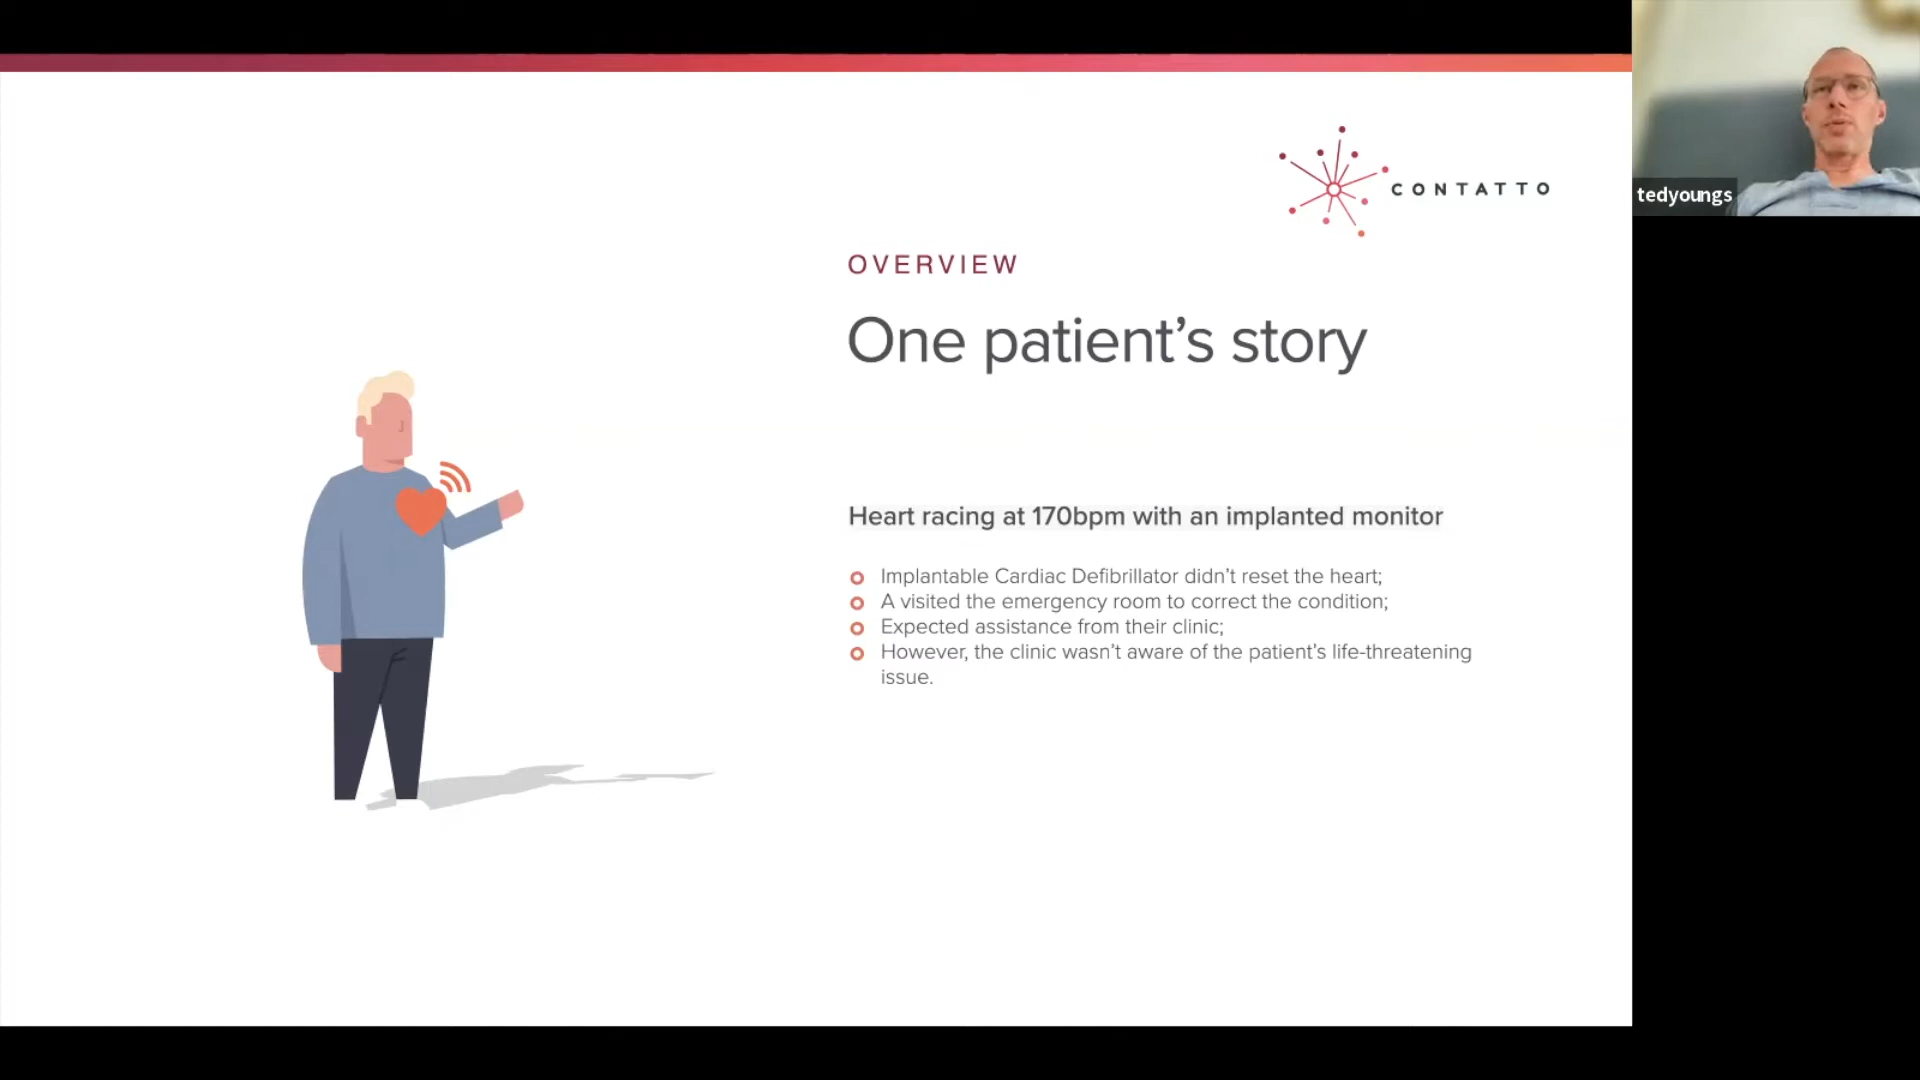 CONTATTO
tedyoungs
OVERVIEW
One patient’s story
Heart racing at 170bpm with an implanted monitor
Implantable Cardiac Defibrillator didn’t reset the heart;
A visited the emergency room to correct the condition;
Expected assistance from their clinic;
However, the clinic wasn’t aware of the patient’s life-threatening
issue.